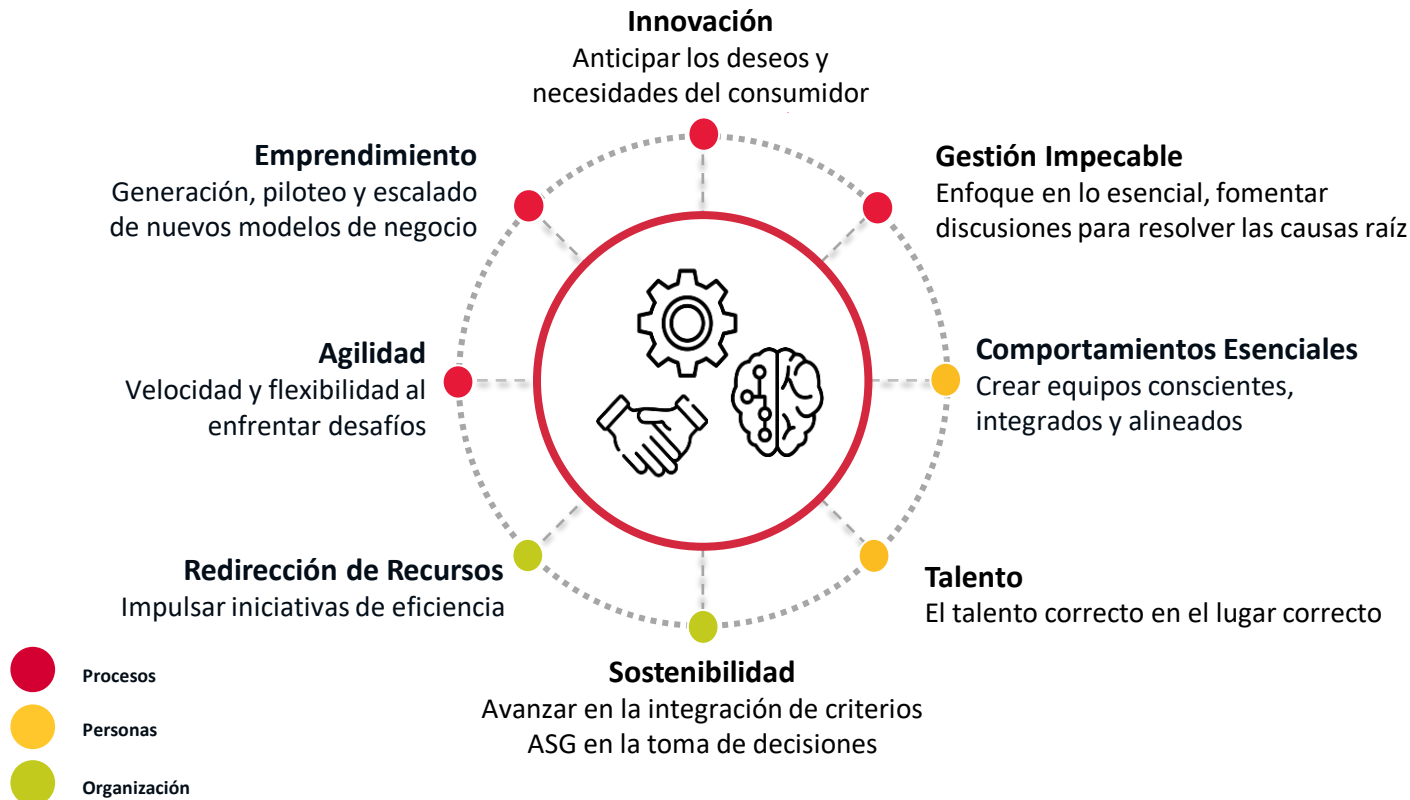 Innovación
Anticipar los deseos y
necesidades del consumidor
Gestión Impecable
Enfoque en lo esencial, fomentar
discusiones para resolver las causas raíz
Comportamientos Esenciales
Crear equipos conscientes,
integrados y alineados
Talento
El talento correcto en el lugar correcto
Sostenibilidad
Avanzar en la integración de criterios
ASG en la toma de decisiones
Redirección de Recursos
Impulsar iniciativas de eficiencia
Agilidad
Velocidad y flexibilidad al
enfrentar desafíos
Emprendimiento
Generación, piloteo y escalado
de nuevos modelos de negocio
Procesos
Personas
Organización